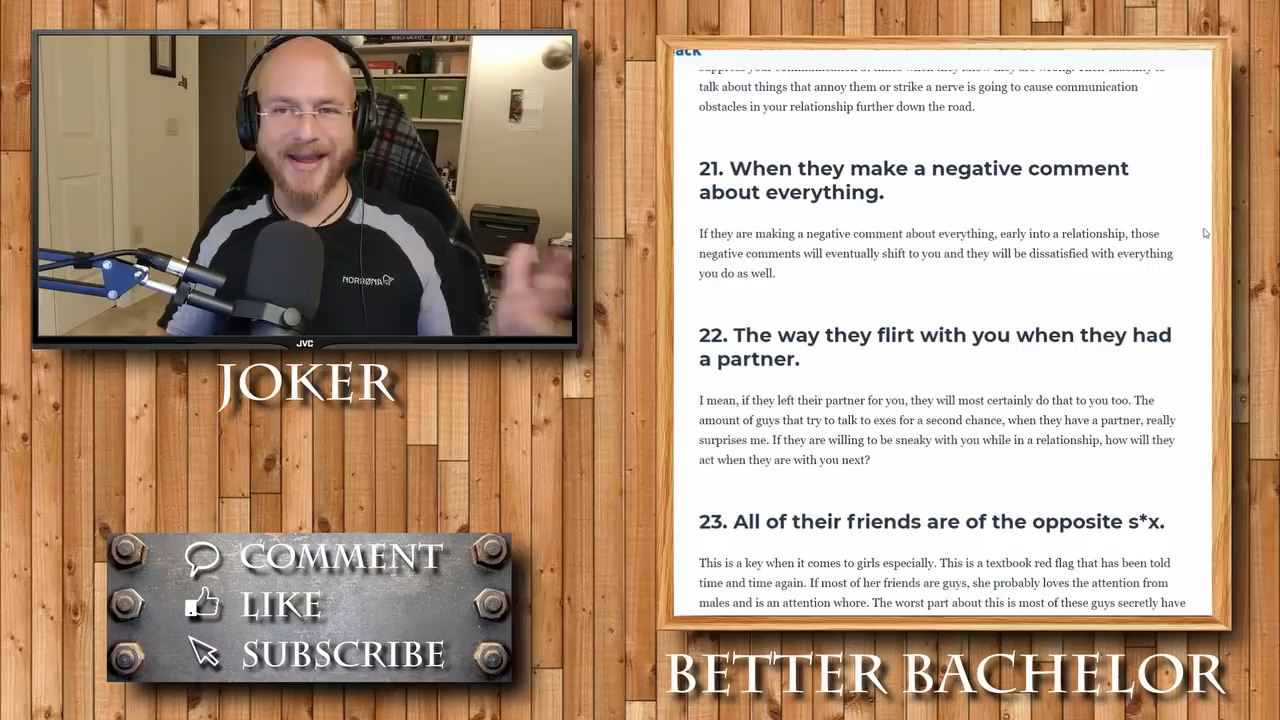 NORRØNA
JVC
JOKER
COMMENT
LIKE
SUBSCRIBE
ack
suppress your communication at times when they know they are wrong. Their inability to
talk about things that annoy them or strike a nerve is going to cause communication
obstacles in your relationship further down the road.
21. When they make a negative comment
about everything.
If they are making a negative comment about everything, early into a relationship, those
negative comments will eventually shift to you and they will be dissatisfied with everything
you do as well.
22. The way they flirt with you when they had
a partner.
I mean, if they left their partner for you, they will most certainly do that to you too. The
amount of guys that try to talk to exes for a second chance, when they have a partner, really
surprises me. If they are willing to be sneaky with you while in a relationship, how will they
act when they are with you next?
23. All of their friends are of the opposite s*x.
This is a key when it comes to girls especially. This is a textbook red flag that has been told
time and time again. If most of her friends are guys, she probably loves the attention from
males and is an attention whore. The worst part about this is most of these guys secretly have
BETTER BACHELOR